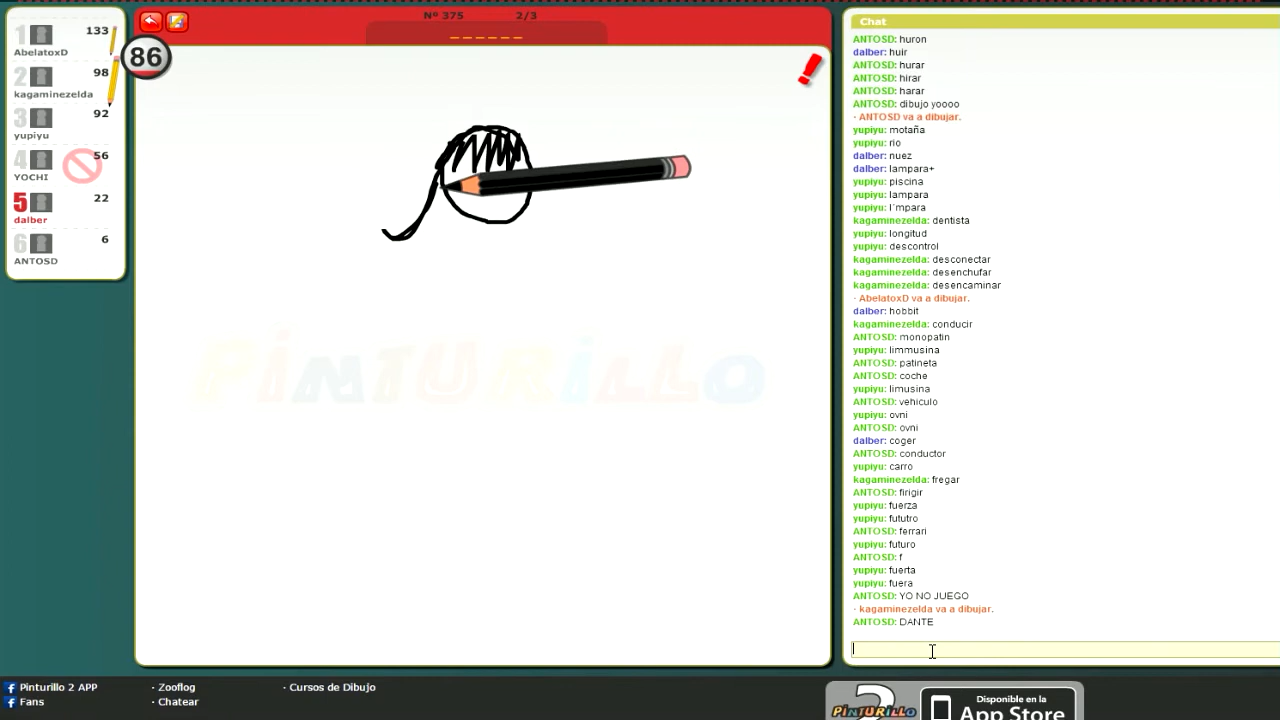 Nº 375 2/3
_ _ _ _ _ _
86
1 133
AbelatoxD
2 98
kagaminezelda
3 92
yupiyu
4 56
YOCHI
5 22
dalber
6 6
ANTOSD
PINTURILLO
Chat
ANTOSD: huron
dalber: huir
ANTOSD: hurar
ANTOSD: hirar
ANTOSD: harar
ANTOSD: dibujo yoooo
· ANTOSD va a dibujar.
yupiyu: motaña
yupiyu: rio
dalber: nuez
dalber: lampara+
yupiyu: piscina
yupiyu: lampara
yupiyu: l´mpara
kagaminezelda: dentista
yupiyu: longitud
yupiyu: descontrol
kagaminezelda: desconectar
kagaminezelda: desenchufar
kagaminezelda: desencaminar
· AbelatoxD va a dibujar.
dalber: hobbit
kagaminezelda: conducir
ANTOSD: monopatin
yupiyu: limmusina
ANTOSD: patineta
ANTOSD: coche
yupiyu: limusina
ANTOSD: vehiculo
yupiyu: ovni
ANTOSD: ovni
dalber: coger
ANTOSD: conductor
yupiyu: carro
kagaminezelda: fregar
ANTOSD: firigir
yupiyu: fuerza
yupiyu: fututro
ANTOSD: ferrari
yupiyu: futuro
ANTOSD: f
yupiyu: fuerta
yupiyu: fuera
ANTOSD: YO NO JUEGO
· kagaminezelda va a dibujar.
ANTOSD: DANTE
Pinturillo 2 APP
Fans
· Zooflog
· Chatear
· Cursos de Dibujo
2
PINTURILLO
Disponible en la
App Store